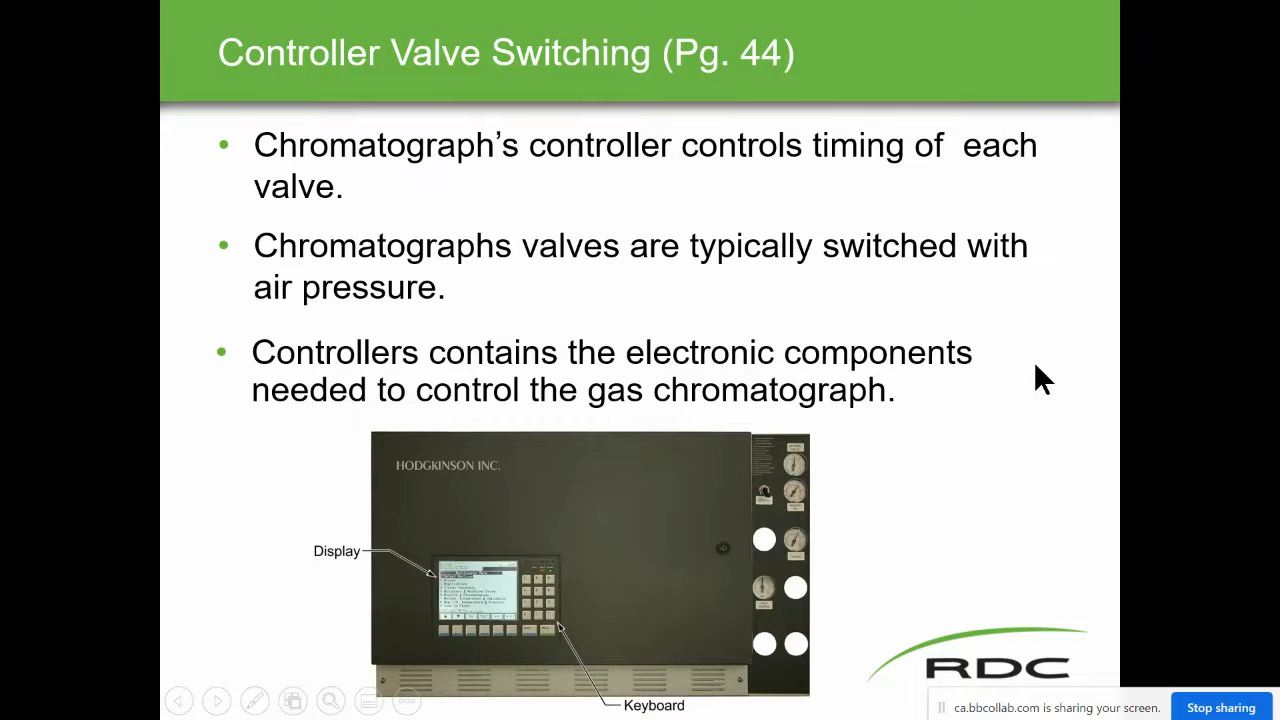 Controller Valve Switching (Pg. 44)
• Chromatograph’s controller controls timing of each
valve.
• Chromatographs valves are typically switched with
air pressure.
• Controllers contains the electronic components
needed to control the gas chromatograph.
HODGKINSON INC.
Display
Keyboard
RDC
ca.bbcollab.com is sharing your screen.
Stop sharing